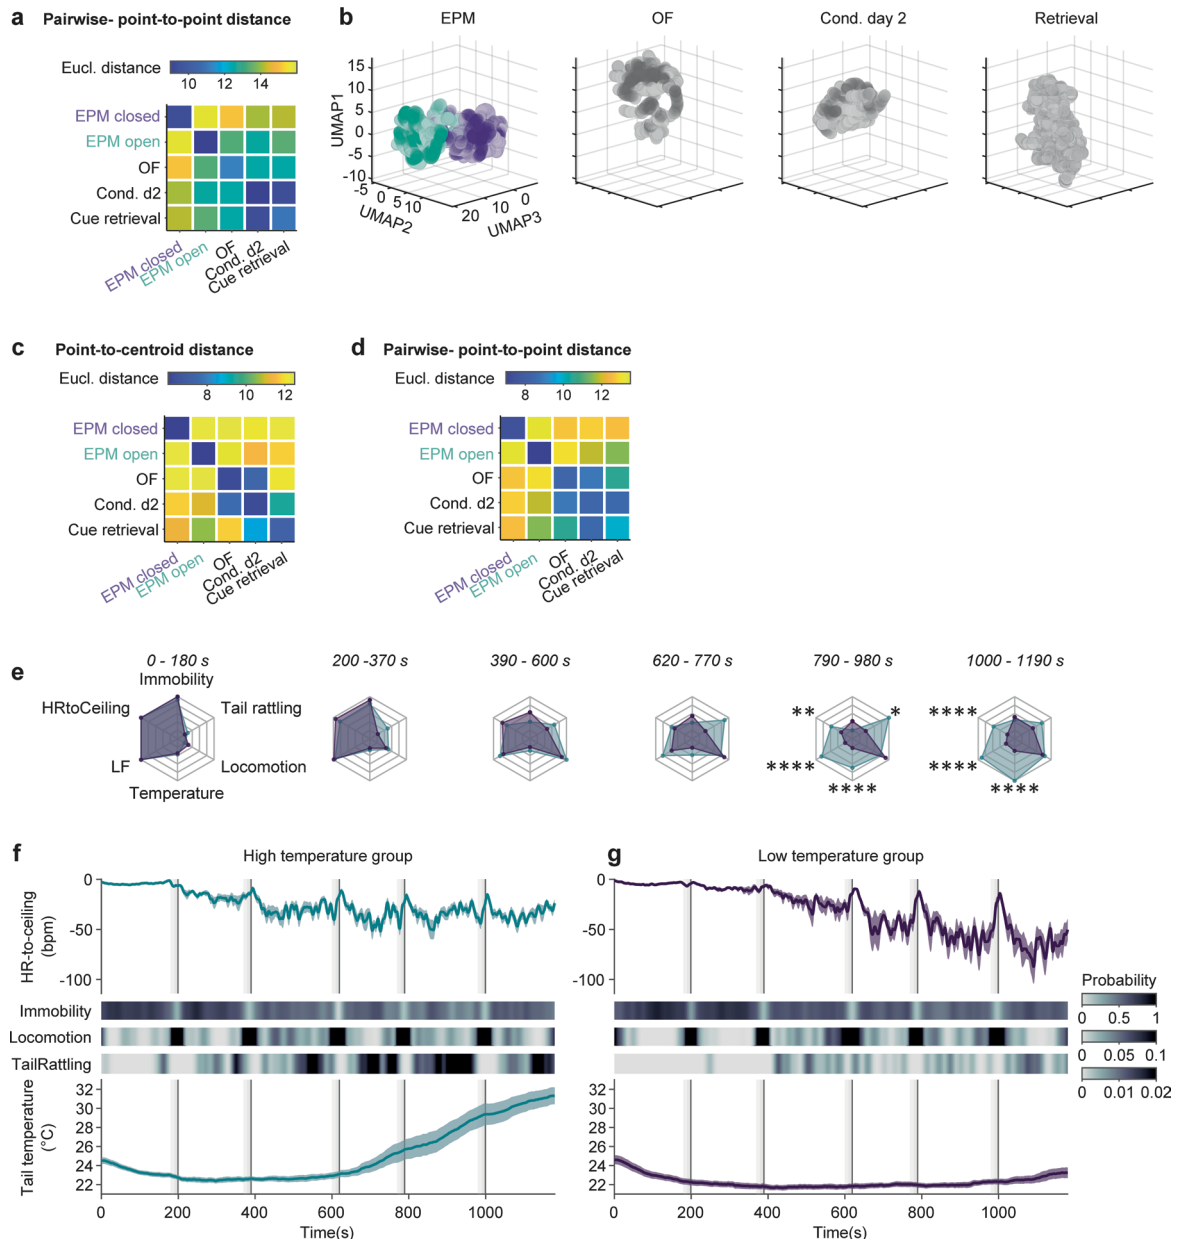 a Pairwise- point-to-point distance
Eucl. distance
10 12 14
EPM closed
EPM open
OF
Cond. d2
Cue retrieval
EPM closed
EPM open
OF
Cond. d2
Cue retrieval
b
EPM OF Cond. day 2 Retrieval
UMAP1
15
10
5
0
-5
-10
-5 0 5 10
UMAP2
20 10 0
UMAP3
c Point-to-centroid distance
Eucl. distance
8 10 12
EPM closed
EPM open
OF
Cond. d2
Cue retrieval
EPM closed
EPM open
OF
Cond. d2
Cue retrieval
d Pairwise- point-to-point distance
Eucl. distance
8 10 12
EPM closed
EPM open
OF
Cond. d2
Cue retrieval
EPM closed
EPM open
OF
Cond. d2
Cue retrieval
e
0 - 180 s 200 -370 s 390 - 600 s 620 - 770 s 790 - 980 s 1000 - 1190 s
Immobility
HRtoCeiling Tail rattling
LF Locomotion
Temperature
** * ****
**** ****
**** ****
f High temperature group
HR-to-ceiling
(bpm)
0
-50
-100
Immobility
Locomotion
TailRattling
Tail temperature
(°C)
32
30
28
26
24
22
0 200 400 600 800 1000
Time(s)
g Low temperature group
0
-50
-100
Probability
0 0.5 1
0 0.05 0.1
0 0.01 0.02
32
30
28
26
24
22
0 200 400 600 800 1000
Time(s)